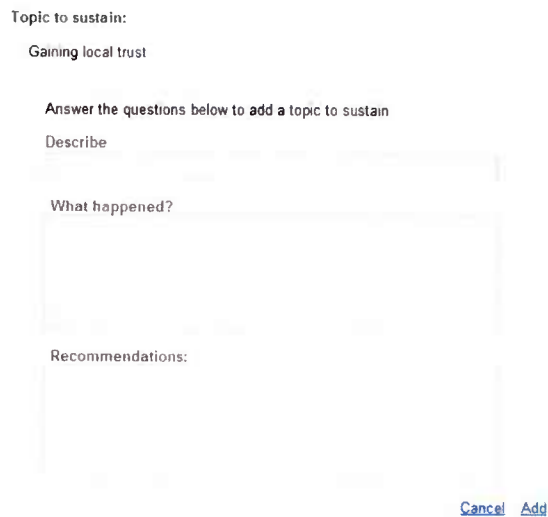 Topic to sustain:
Gaining local trust
Answer the questions below to add a topic to sustain
Describe
What happened?
Recommendations:
Cancel Add